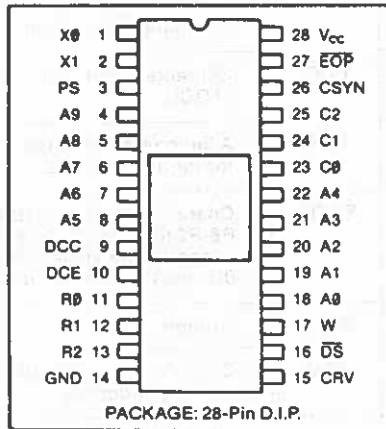 X0 1 28 VCC
X1 2 27 EOP
PS 3 26 CSYN
A9 4 25 C2
A8 5 24 C1
A7 6 23 C0
A6 7 22 A4
A5 8 21 A3
DCC 9 20 A2
DCE 10 19 A1
R0 11 18 A0
R1 12 17 W
R2 13 16 DS
GND 14 15 CRV
PACKAGE: 28-Pin D.I.P.